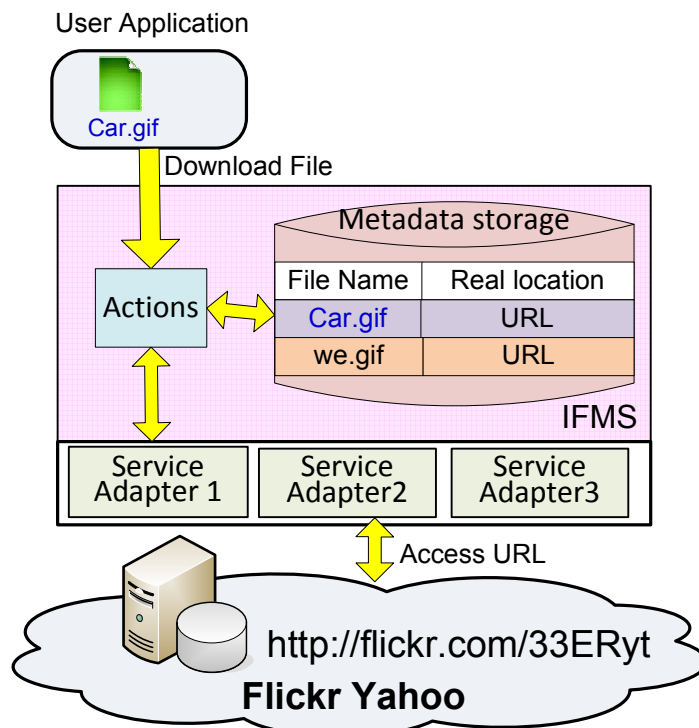 User Application
Car.gif
Download File
Metadata storage
File Name Real location
Car.gif URL
we.gif URL
Actions
IFMS
Service Adapter 1
Service Adapter2
Service Adapter3
Access URL
http://flickr.com/33ERyt
Flickr Yahoo